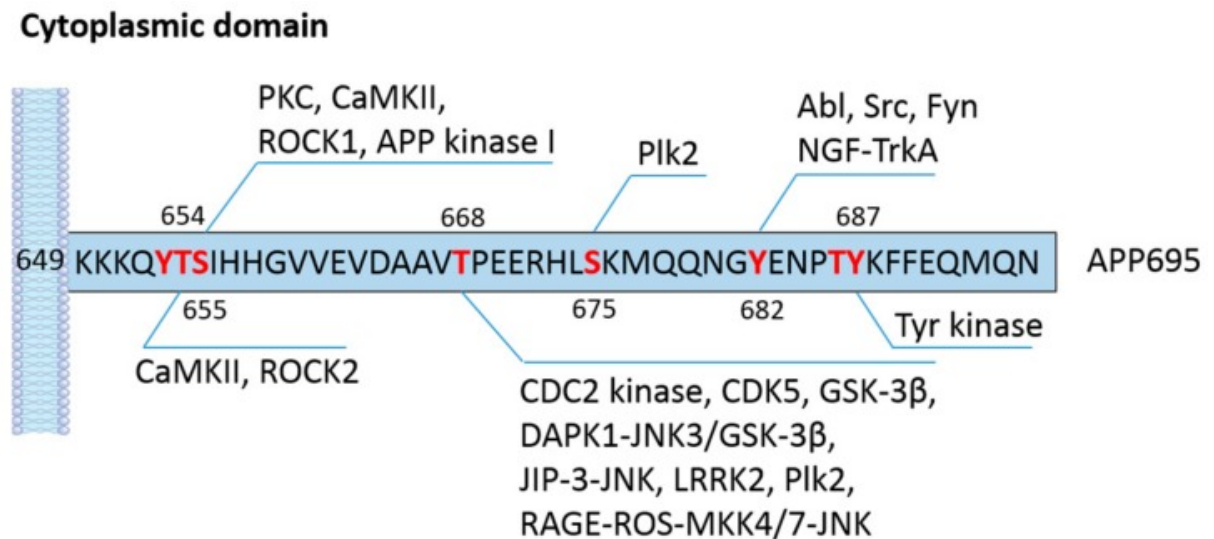 Cytoplasmic domain
PKC, CaMKII,
ROCK1, APP kinase I
Plk2
Abl, Src, Fyn
NGF-TrkA
654
668
687
649
KKKQYTSIHHGVVEVDAAVTPEERHLSKMQQNGYENPTYKFFEQMQN
APP695
655
675
682
CaMKII, ROCK2
Tyr kinase
CDC2 kinase, CDK5, GSK-3β,
DAPK1-JNK3/GSK-3β,
JIP-3-JNK, LRRK2, Plk2,
RAGE-ROS-MKK4/7-JNK